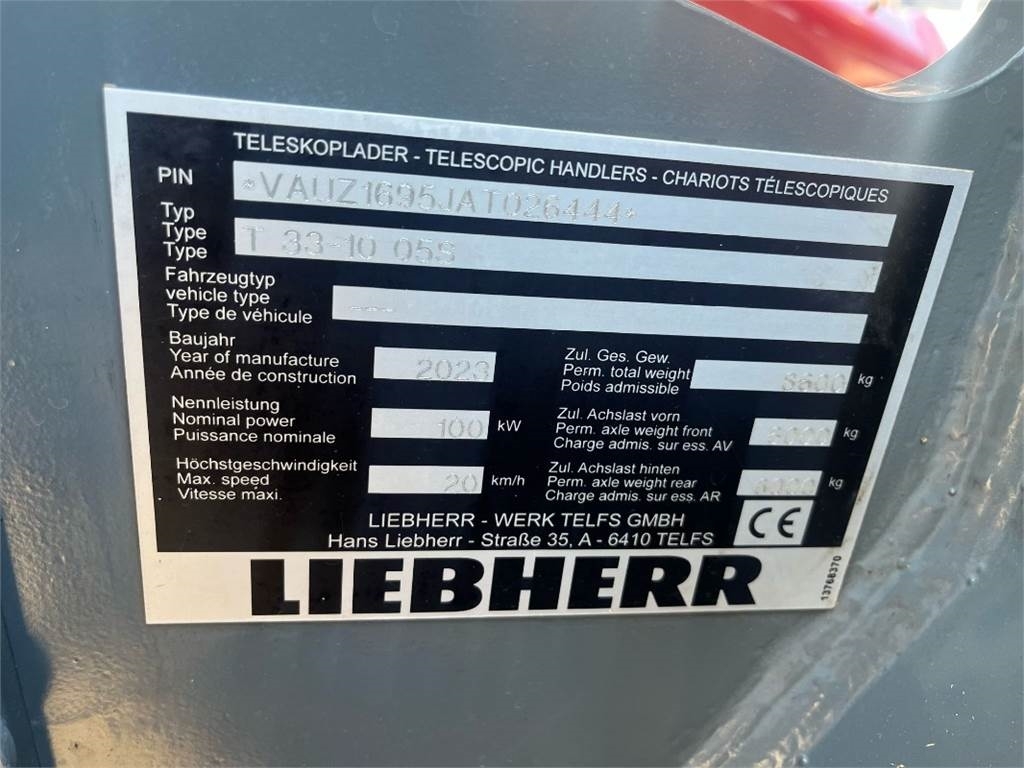 TELESKOPLADER - TELESCOPIC HANDLERS - CHARIOTS TÉLESCOPIQUES
PIN *VAUZ1695JAT026444*
Typ
Type
Type T 33-10 05S
Fahrzeugtyp
vehicle type
Type de véhicule ---
Baujahr
Year of manufacture
Année de construction 2023
Nennleistung
Nominal power
Puissance nominale 100 kW
Höchstgeschwindigkeit
Max. speed
Vitesse maxi. 20 km/h
Zul. Ges. Gew.
Perm. total weight
Poids admissible kg
Zul. Achslast vorn
Perm. axle weight front
Charge admis. sur ess. AV kg
Zul. Achslast hinten
Perm. axle weight rear
Charge admis. sur ess. AR kg
CE
LIEBHERR - WERK TELFS GMBH
Hans Liebherr - Straße 35, A - 6410 TELFS
LIEBHERR
13768370